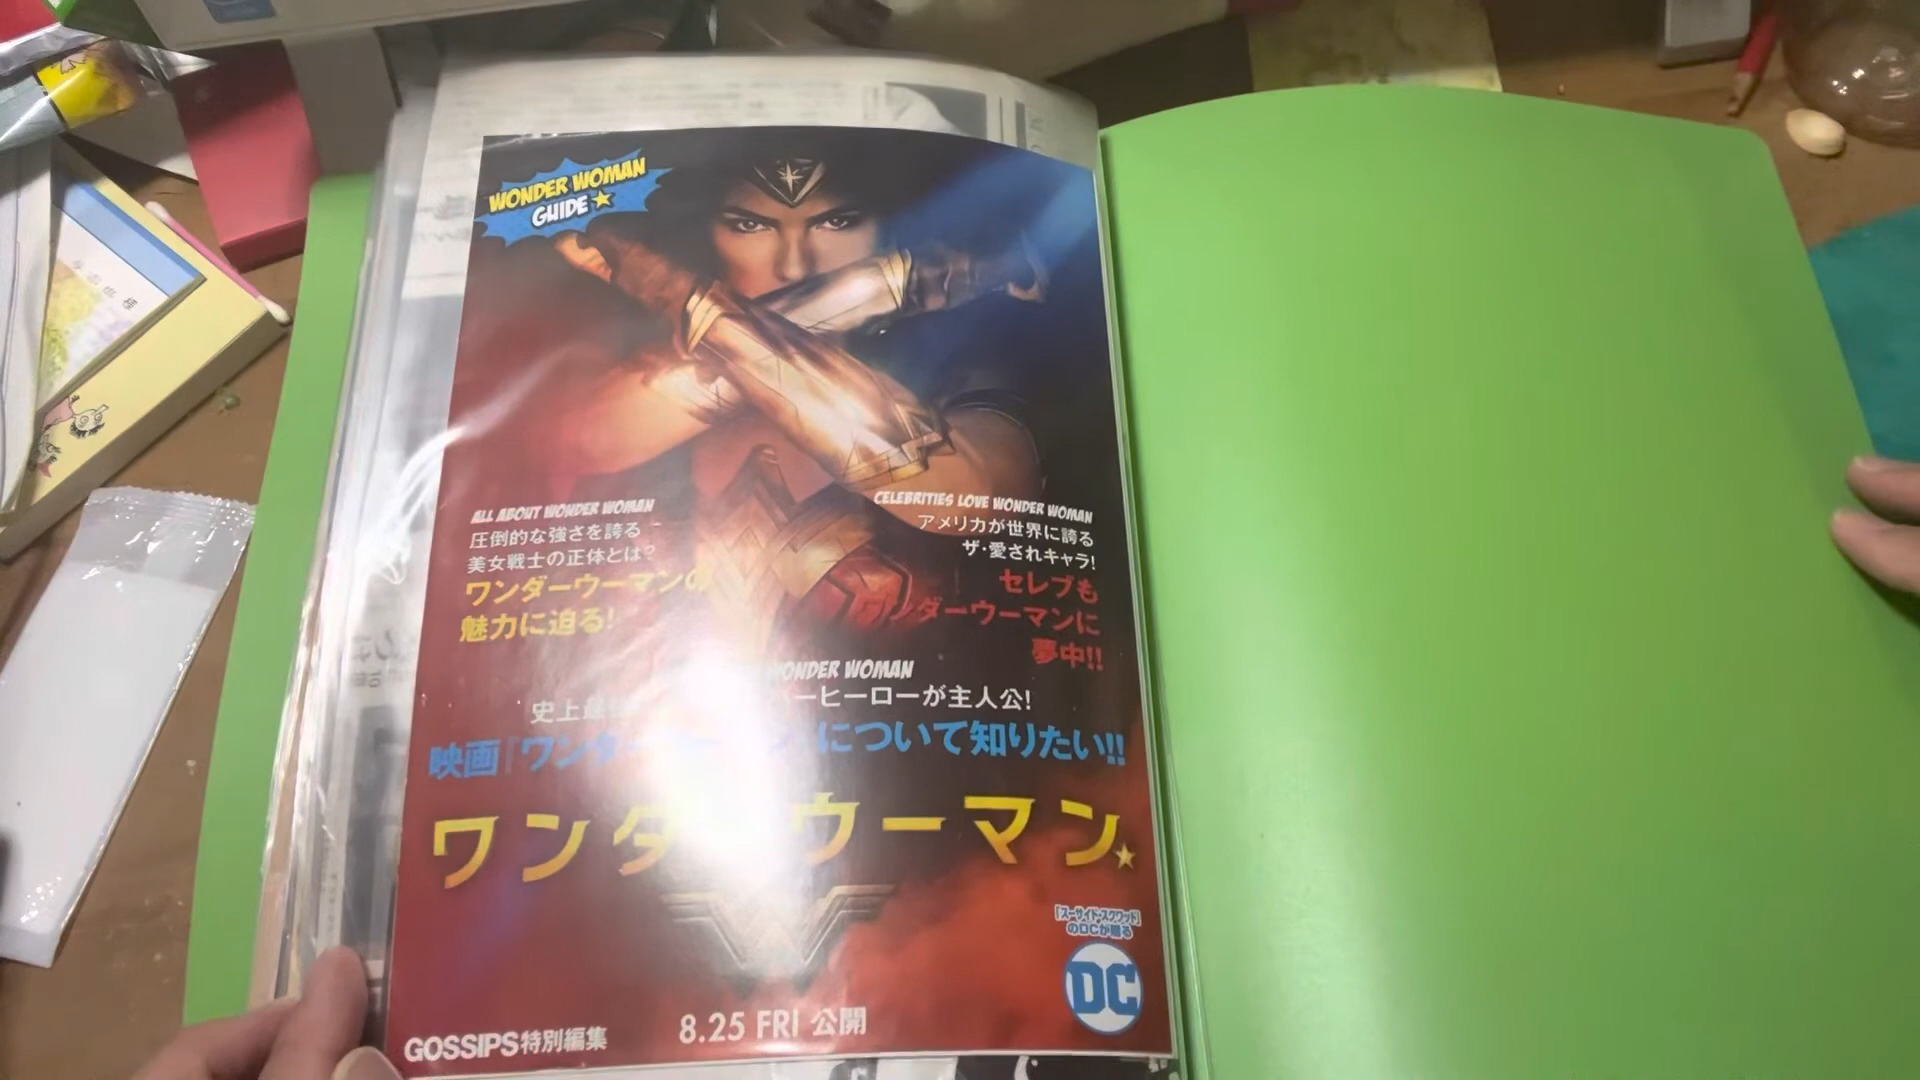 WONDER WOMAN
GUIDE
ALL ABOUT WONDER WOMAN
圧倒的な強さを誇る
美女戦士の正体とは?
ワンダーウーマンの
魅力に迫る!
CELEBRITIES LOVE WONDER WOMAN
アメリカが世界に誇る
ザ・愛されキャラ!
セレブも
ワンダーウーマンに
夢中!!
WONDER WOMAN
史上最 ーヒーローが主人公!
映画『ワンダ について知りたい!!
ワンダーウーマン
『スーサイド・スクワッド』
のDCが贈る
DC
GOSSIPS特別編集
8.25 FRI 公開